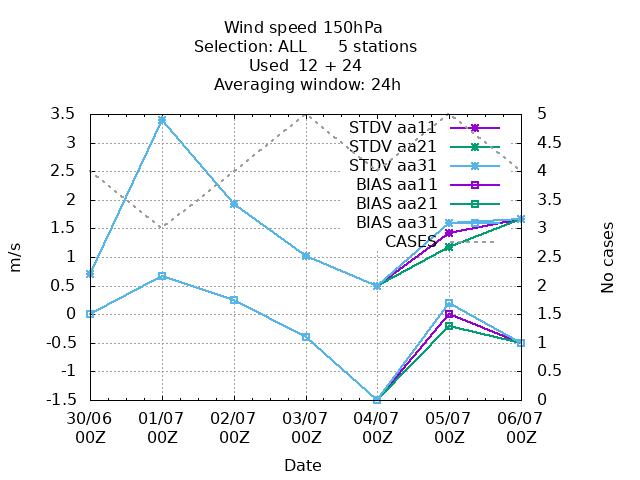 Wind speed 150hPa
Selection: ALL 5 stations
Used 12 + 24
Averaging window: 24h
3.5
3
2.5
2
1.5
1
0.5
0
-0.5
-1
-1.5
m/s
5
4.5
4
3.5
3
2.5
2
1.5
1
0.5
0
No cases
STDV aa11
STDV aa21
STDV aa31
BIAS aa11
BIAS aa21
BIAS aa31
CASES
30/06 01/07 02/07 03/07 04/07 05/07 06/07
00Z 00Z 00Z 00Z 00Z 00Z 00Z
Date